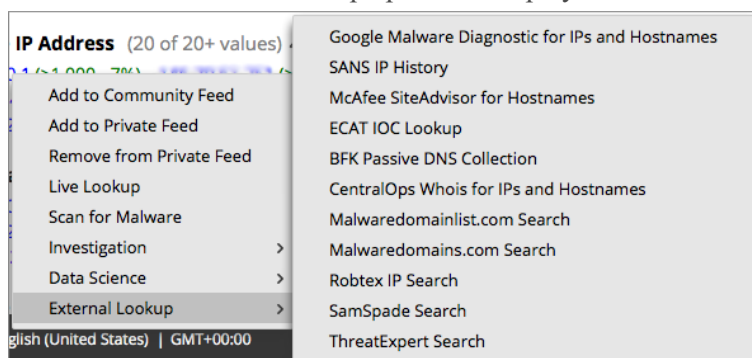 IP Address (20 of 20+ values)
Add to Community Feed
Add to Private Feed
Remove from Private Feed
Live Lookup
Scan for Malware
Investigation >
Data Science >
External Lookup >
glish (United States) | GMT+00:00
Google Malware Diagnostic for IPs and Hostnames
SANS IP History
McAfee SiteAdvisor for Hostnames
ECAT IOC Lookup
BFK Passive DNS Collection
CentralOps Whois for IPs and Hostnames
Malwaredomainlist.com Search
Malwaredomains.com Search
Robtex IP Search
SamSpade Search
ThreatExpert Search